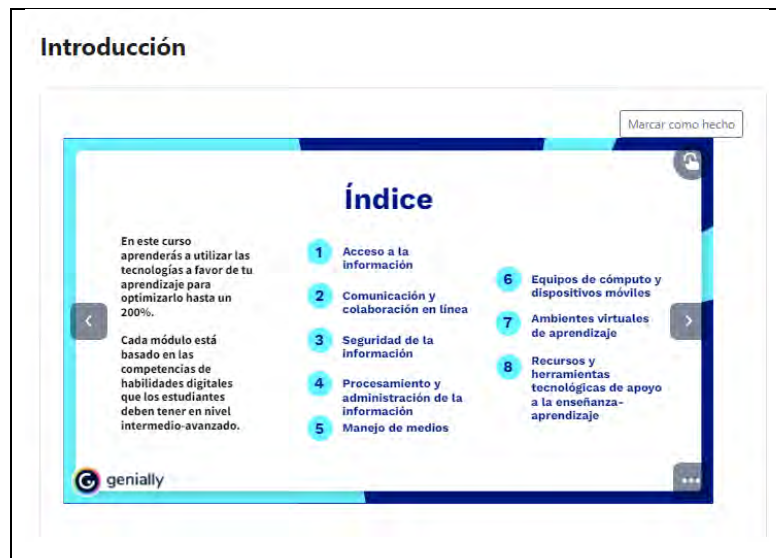 Introducción
Marcar como hecho
Índice
En este curso
aprenderás a utilizar las
tecnologías a favor de tu
aprendizaje para
optimizarlo hasta un
200%.
Cada módulo está
basado en las
competencias de
habilidades digitales
que los estudiantes
deben tener en nivel
intermedio-avanzado.
1 Acceso a la
información
2 Comunicación y
colaboración en línea
3 Seguridad de la
información
4 Procesamiento y
administración de la
información
5 Manejo de medios
6 Equipos de cómputo y
dispositivos móviles
7 Ambientes virtuales
de aprendizaje
8 Recursos y
herramientas
tecnológicas de apoyo
a la enseñanza-
aprendizaje
G genially